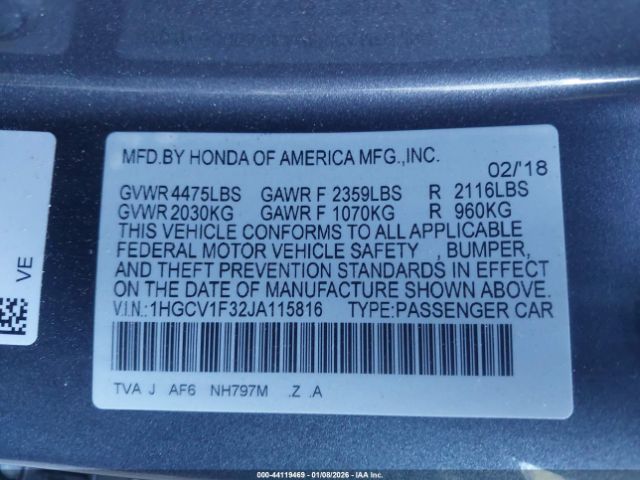 MFD.BY HONDA OF AMERICA MFG.,INC.
02/'18
GVWR 4475LBS GAWR F 2359LBS R 2116LBS
GVWR 2030KG GAWR F 1070KG R 960KG
THIS VEHICLE CONFORMS TO ALL APPLICABLE
FEDERAL MOTOR VEHICLE SAFETY , BUMPER,
AND THEFT PREVENTION STANDARDS IN EFFECT
ON THE DATE OF MANUFACTURE SHOWN ABOVE.
V.I.N.:1HGCV1F32JA115816 TYPE:PASSENGER CAR
TVA J AF6 NH797M .Z .A
VE
000-44119469 | 01/08/2026 - IAA Inc.